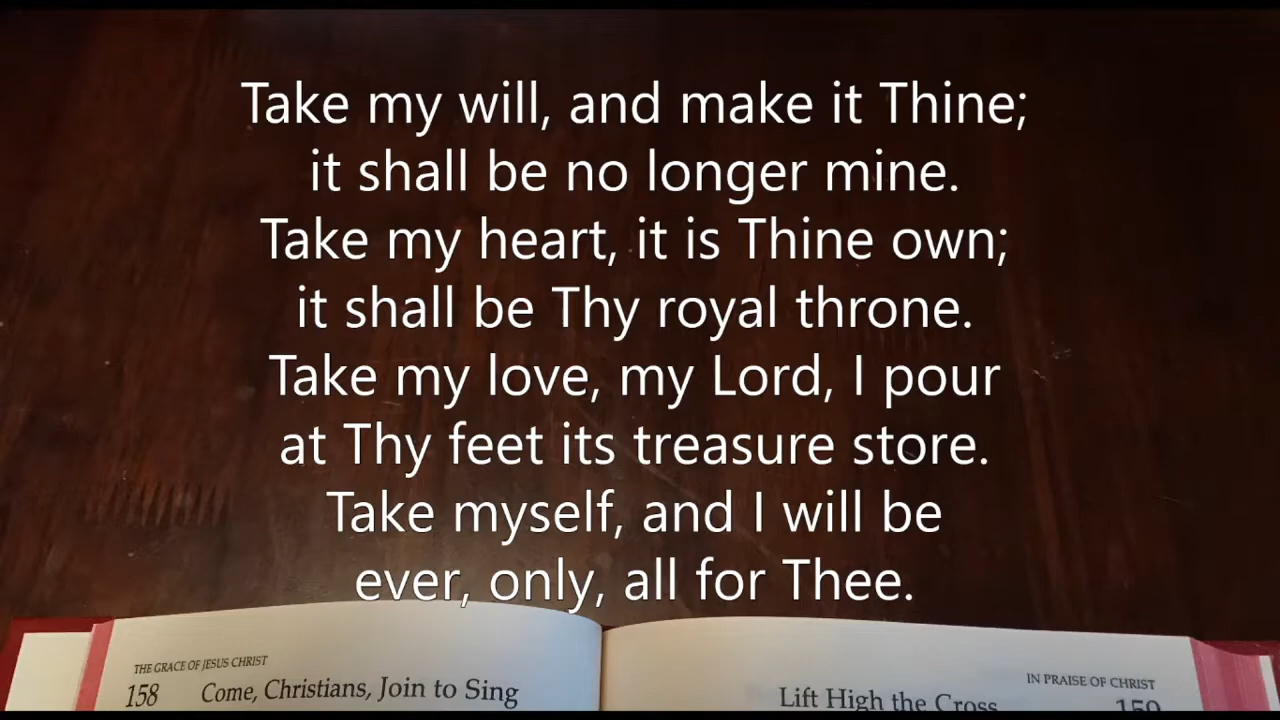 Take my will, and make it Thine;
it shall be no longer mine.
Take my heart, it is Thine own;
it shall be Thy royal throne.
Take my love, my Lord, I pour
at Thy feet its treasure store.
Take myself, and I will be
ever, only, all for Thee.
THE GRACE OF JESUS CHRIST
158 Come, Christians, Join to Sing
IN PRAISE OF CHRIST
Lift High the Cross 159